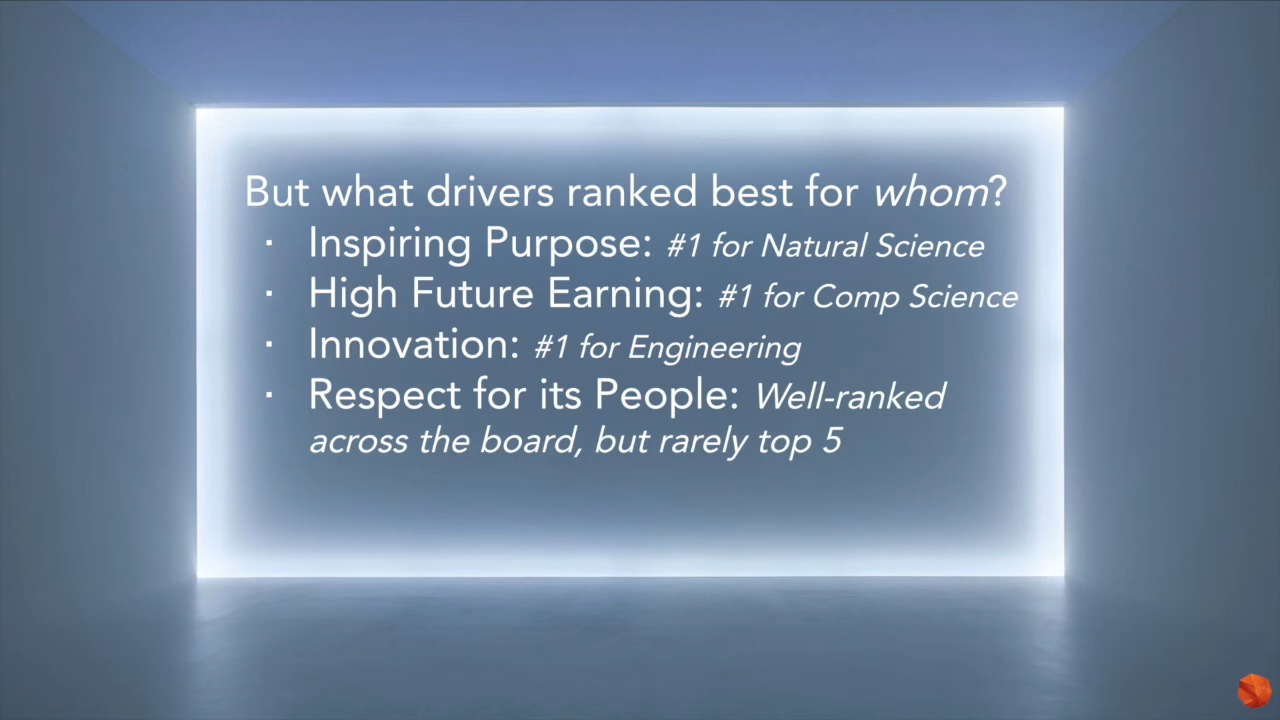 But what drivers ranked best for whom?
· Inspiring Purpose: #1 for Natural Science
· High Future Earning: #1 for Comp Science
· Innovation: #1 for Engineering
· Respect for its People: Well-ranked
across the board, but rarely top 5